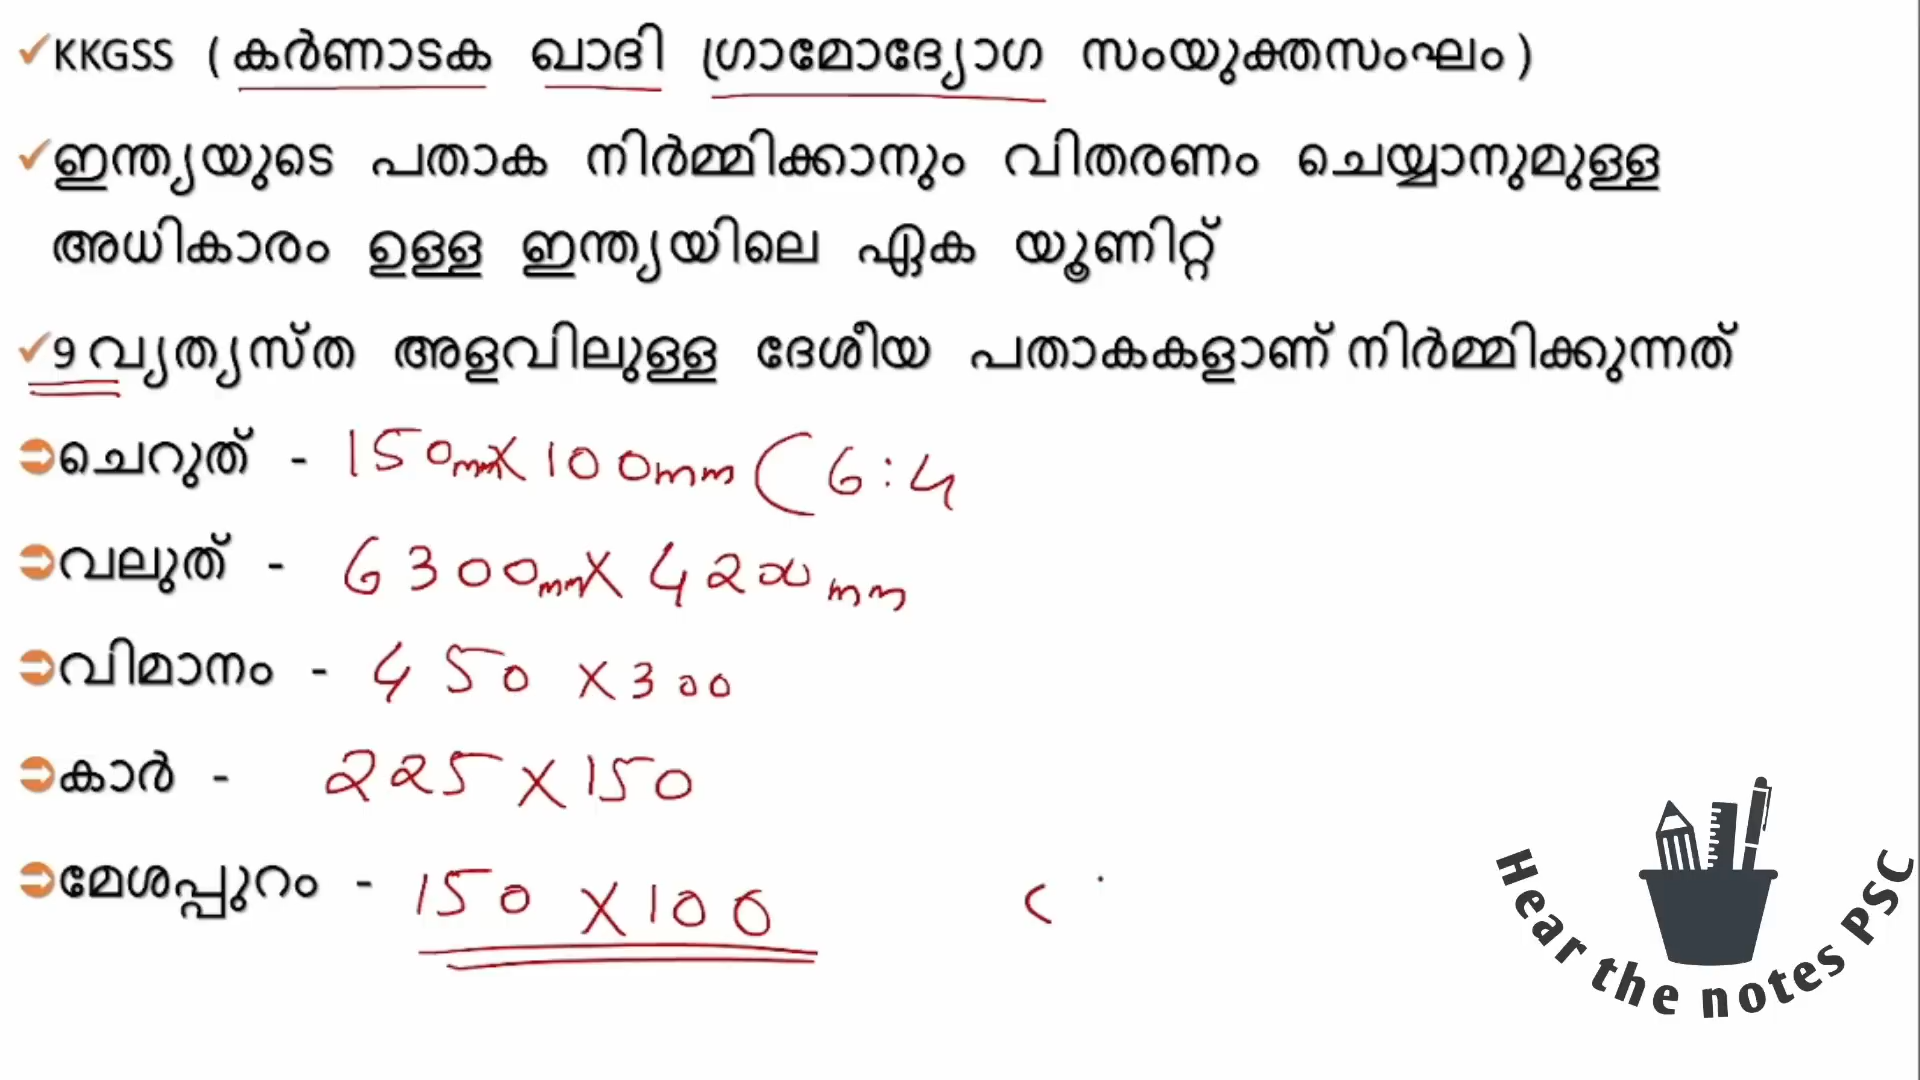 KKGSS (കർണാടക ഖാദി ഗ്രാമോദ്യോഗ സംയുക്തസംഘം)
ഇന്ത്യയുടെ പതാക നിർമ്മിക്കാനും വിതരണം ചെയ്യാനുമുള്ള
അധികാരം ഉള്ള ഇന്ത്യയിലെ ഏക യൂണിറ്റ്
9 വ്യത്യസ്ത അളവിലുള്ള ദേശീയ പതാകകളാണ് നിർമ്മിക്കുന്നത്
ചെറുത് - 150mm X 100mm (6:4
വലുത് - 6300mm X 4200mm
വിമാനം - 450 X 300
കാർ - 225 X 150
മേശപ്പുറം - 150 X 100
Hear the notes PSC